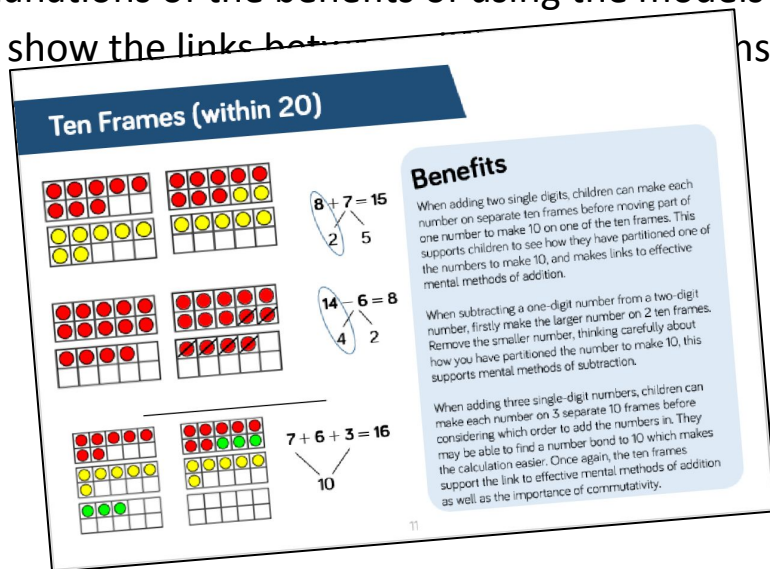 anations of the benefits of using the models
show the links
ns
Ten Frames (within 20)
8 + 7 = 15
2 5
14 − 6 = 8
4 2
7 + 6 + 3 = 16
10
Benefits
When adding two single digits, children can make each
number on separate ten frames before moving part of
one number to make 10 on one of the ten frames. This
supports children to see how they have partitioned one of
the numbers to make 10, and makes links to effective
mental methods of addition.
When subtracting a one-digit number from a two-digit
number, firstly make the larger number on 2 ten frames.
Remove the smaller number, thinking carefully about
how you have partitioned the number to make 10, this
supports mental methods of subtraction.
When adding three single-digit numbers, children can
make each number on 3 separate 10 frames before
considering which order to add the numbers in. They
may be able to find a number bond to 10 which makes
the calculation easier. Once again, the ten frames
support the link to effective mental methods of addition
as well as the importance of commutativity.
11